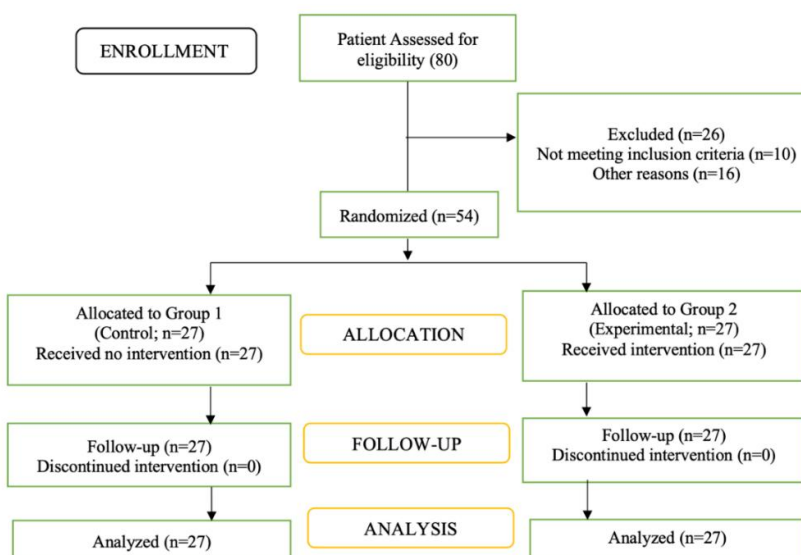 ENROLLMENT
Patient Assessed for
eligibility (80)
Excluded (n=26)
Not meeting inclusion criteria (n=10)
Other reasons (n=16)
Randomized (n=54)
Allocated to Group 1
(Control; n=27)
Received no intervention (n=27)
ALLOCATION
Allocated to Group 2
(Experimental; n=27)
Received intervention (n=27)
Follow-up (n=27)
Discontinued intervention (n=0)
FOLLOW-UP
Follow-up (n=27)
Discontinued intervention (n=0)
Analyzed (n=27)
ANALYSIS
Analyzed (n=27)